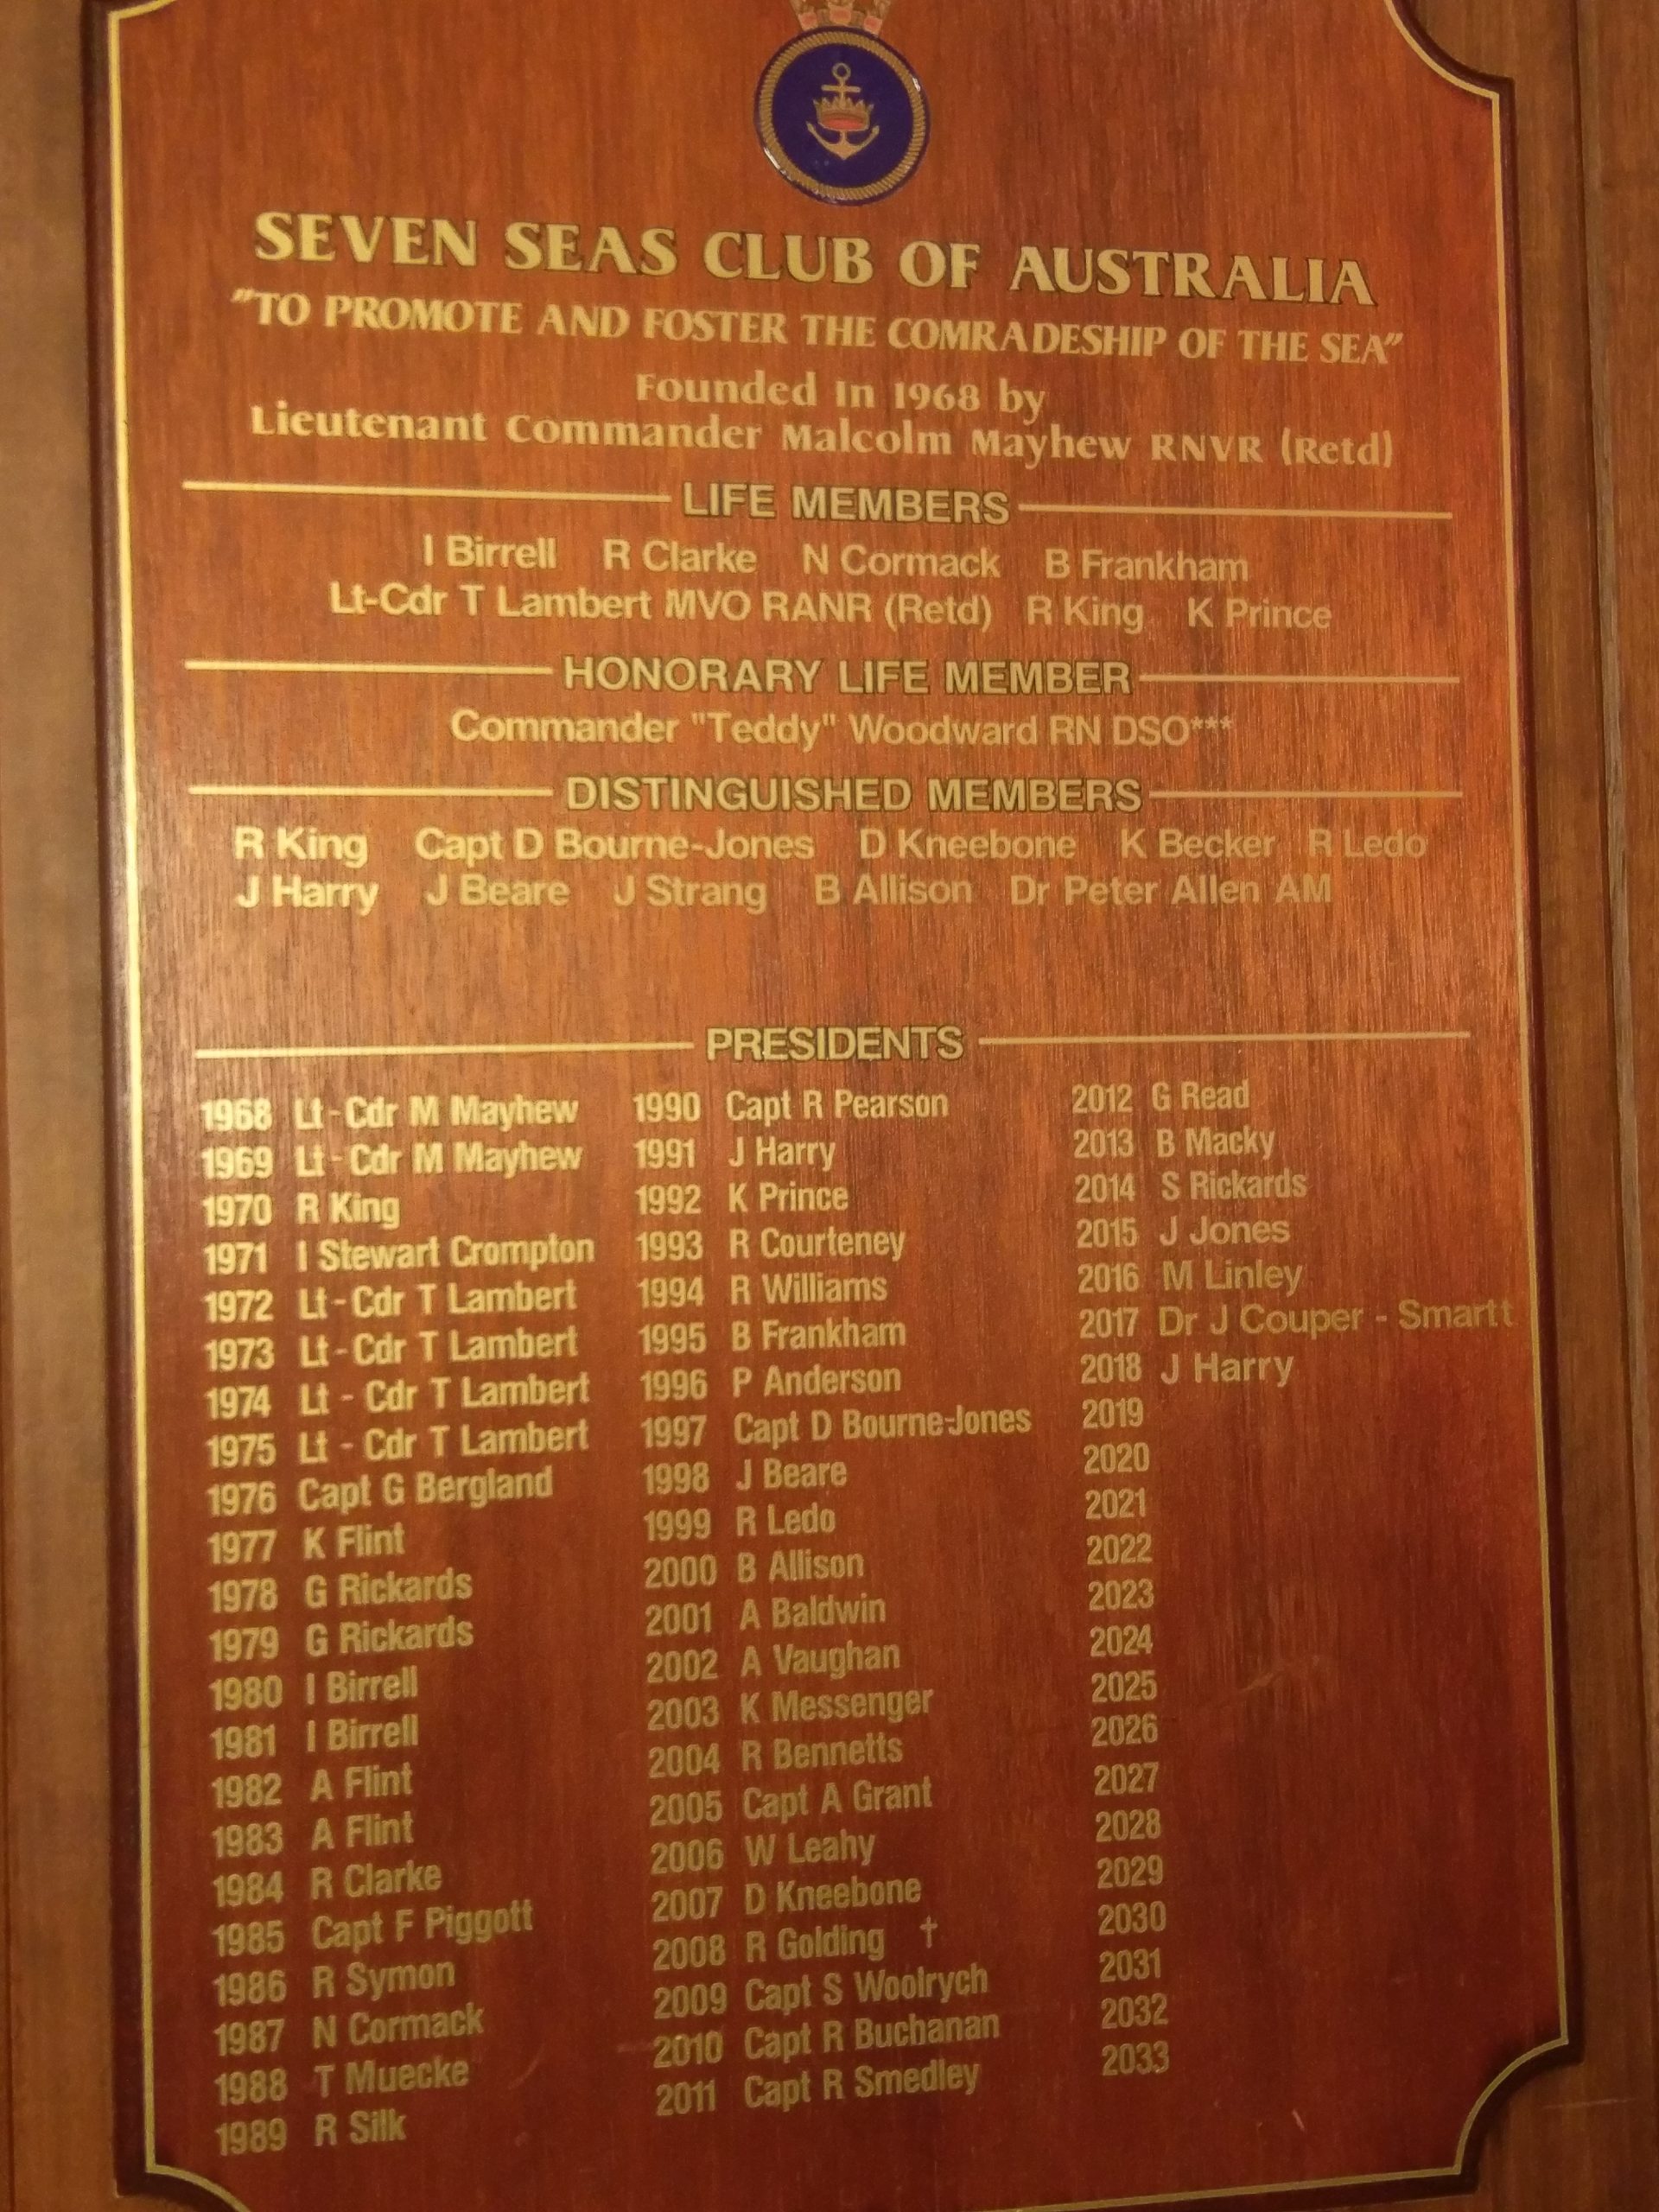 SEVEN SEAS CLUB OF AUSTRALIA
"TO PROMOTE AND FOSTER THE COMRADESHIP OF THE SEA"
Founded In 1968 by
Lieutenant Commander Malcolm Mayhew RNVR (Retd)
LIFE MEMBERS
I Birrell R Clarke N Cormack B Frankham
Lt-Cdr T Lambert MVO RANR (Retd) R King K Prince
HONORARY LIFE MEMBER
Commander "Teddy" Woodward RN DSO***
DISTINGUISHED MEMBERS
R King Capt D Bourne-Jones D Kneebone K Becker R Ledo
J Harry J Beare J Strang B Allison Dr Peter Allen AM
PRESIDENTS
1968 Lt-Cdr M Mayhew
1969 Lt-Cdr M Mayhew
1970 R King
1971 I Stewart Crompton
1972 Lt-Cdr T Lambert
1973 Lt-Cdr T Lambert
1974 Lt - Cdr T Lambert
1975 Lt - Cdr T Lambert
1976 Capt G Bergland
1977 K Flint
1978 G Rickards
1979 G Rickards
1980 I Birrell
1981 I Birrell
1982 A Flint
1983 A Flint
1984 R Clarke
1985 Capt F Piggott
1986 R Symon
1987 N Cormack
1988 T Muecke
1989 R Silk
1990 Capt R Pearson
1991 J Harry
1992 K Prince
1993 R Courteney
1994 R Williams
1995 B Frankham
1996 P Anderson
1997 Capt D Bourne-Jones
1998 J Beare
1999 R Ledo
2000 B Allison
2001 A Baldwin
2002 A Vaughan
2003 K Messenger
2004 R Bennetts
2005 Capt A Grant
2006 W Leahy
2007 D Kneebone
2008 R Golding †
2009 Capt S Woolrych
2010 Capt R Buchanan
2011 Capt R Smedley
2012 G Read
2013 B Macky
2014 S Rickards
2015 J Jones
2016 M Linley
2017 Dr J Couper - Smartt
2018 J Harry
2019
2020
2021
2022
2023
2024
2025
2026
2027
2028
2029
2030
2031
2032
2033